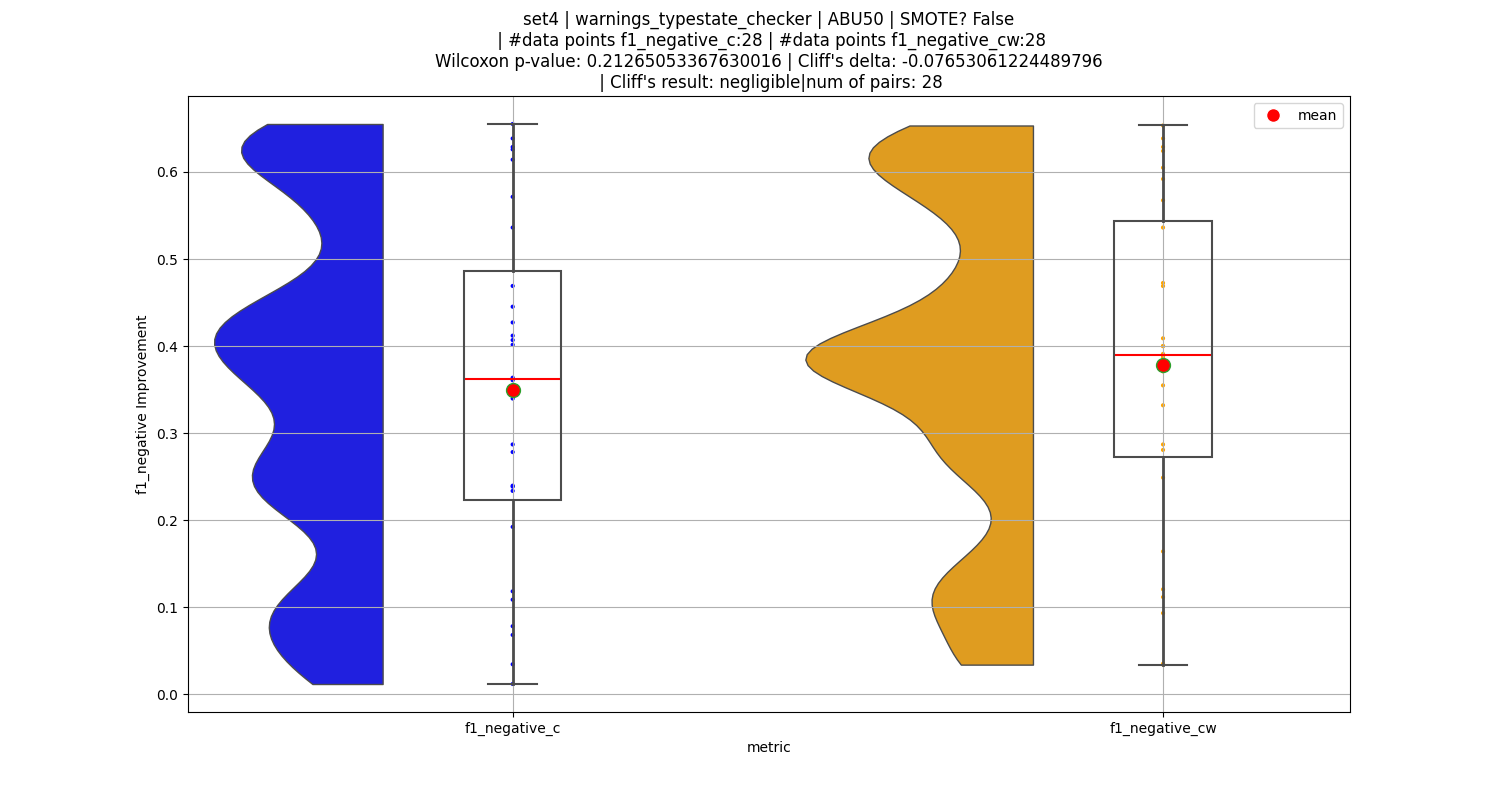 set4 | warnings_typestate_checker | ABU50 | SMOTE? False
| #data points f1_negative_c:28 | #data points f1_negative_cw:28
Wilcoxon p-value: 0.21265053367630016 | Cliff's delta: -0.07653061224489796
| Cliff's result: negligible|num of pairs: 28
mean
f1_negative Improvement
0.6
0.5
0.4
0.3
0.2
0.1
0.0
f1_negative_c
f1_negative_cw
metric